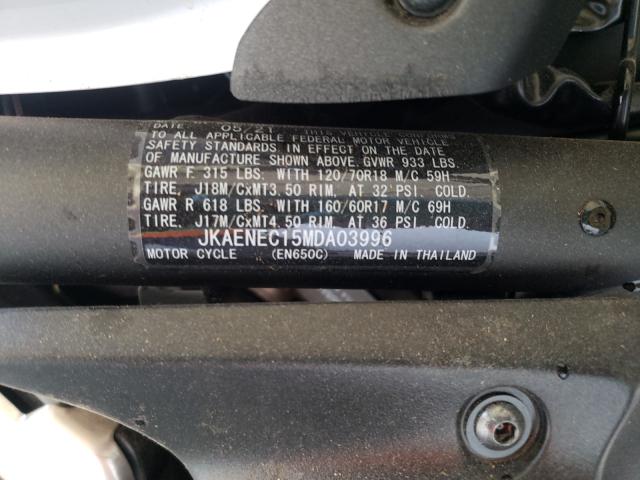 DATE 05/21 THIS VEHICLE CONFORMS
TO ALL APPLICABLE FEDERAL MOTOR VEHICLE
SAFETY STANDARDS IN EFFECT ON THE DATE
OF MANUFACTURE SHOWN ABOVE. GVWR 933 LBS.
GAWR F. 315 LBS. WITH 120/70R18 M/C 59H
TIRE, J18M/CxMT3.50 RIM. AT 32 PSI. COLD.
GAWR R 618 LBS. WITH 160/60R17 M/C 69H
TIRE. J17M/CxMT4.50 RIM. AT 36 PSI. COLD.
JKAENEC15MDA03996
MOTOR CYCLE (EN650C) MADE IN THAILAND